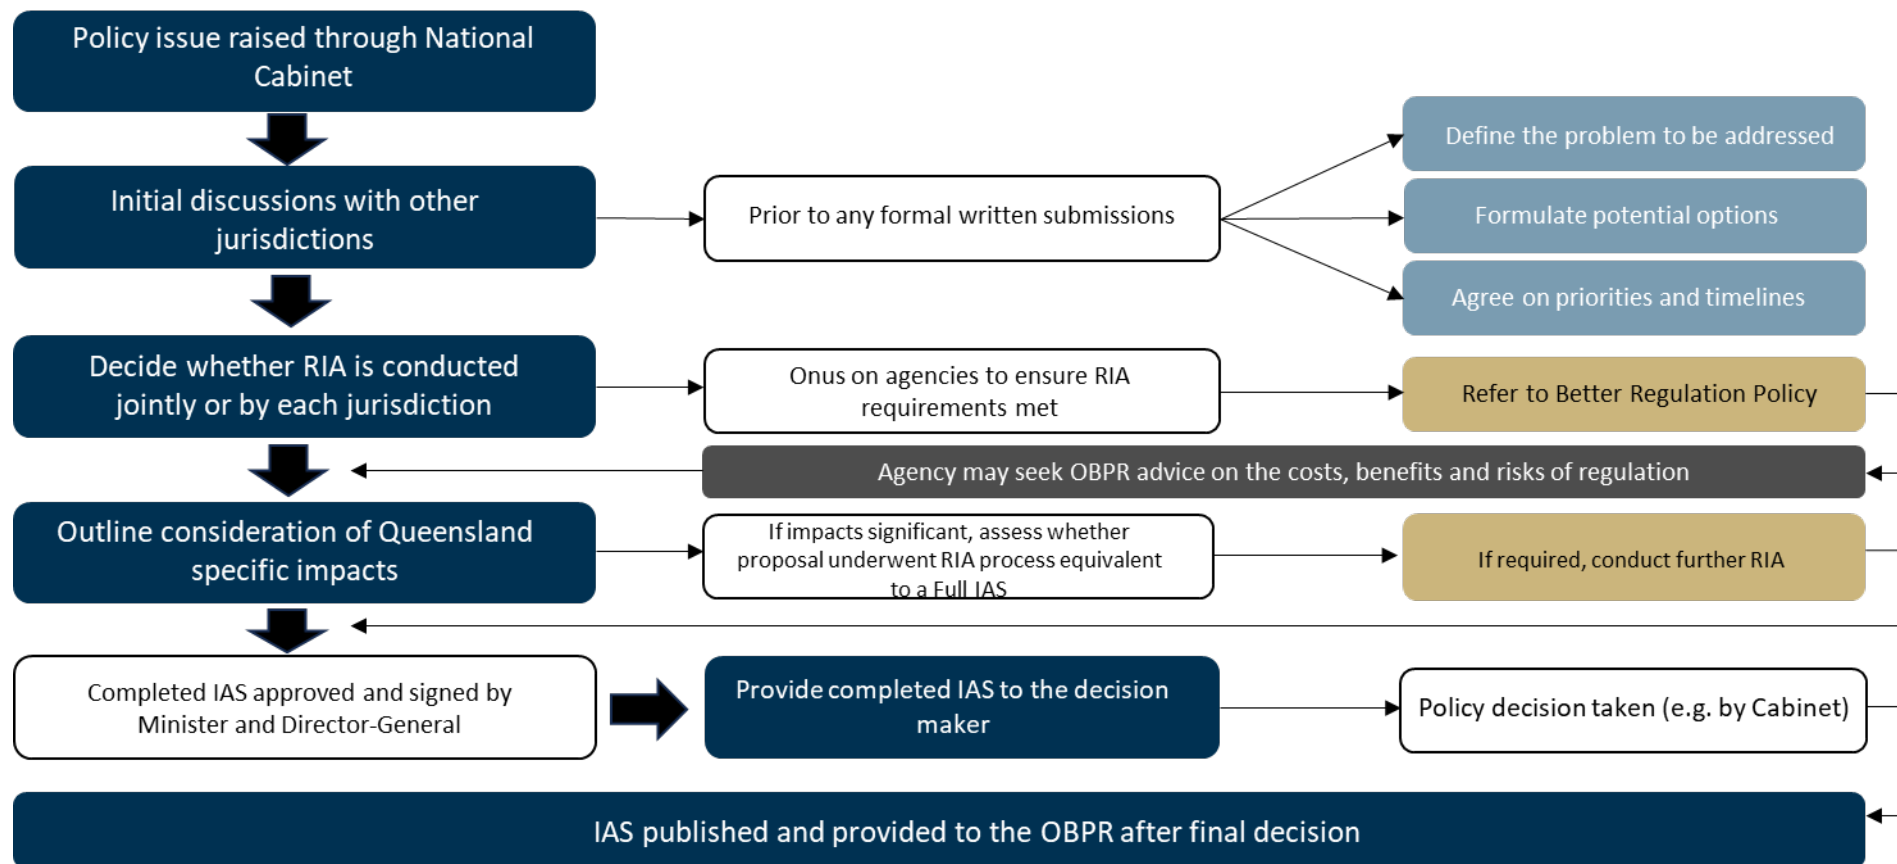 Policy issue raised through National
Cabinet
Initial discussions with other
jurisdictions
Prior to any formal written submissions
Define the problem to be addressed
Formulate potential options
Agree on priorities and timelines
Decide whether RIA is conducted
jointly or by each jurisdiction
Onus on agencies to ensure RIA
requirements met
Refer to Better Regulation Policy
Agency may seek OBPR advice on the costs, benefits and risks of regulation
Outline consideration of Queensland
specific impacts
If impacts significant, assess whether
proposal underwent RIA process equivalent
to a Full IAS
If required, conduct further RIA
Completed IAS approved and signed by
Minister and Director-General
Provide completed IAS to the decision
maker
Policy decision taken (e.g. by Cabinet)
IAS published and provided to the OBPR after final decision